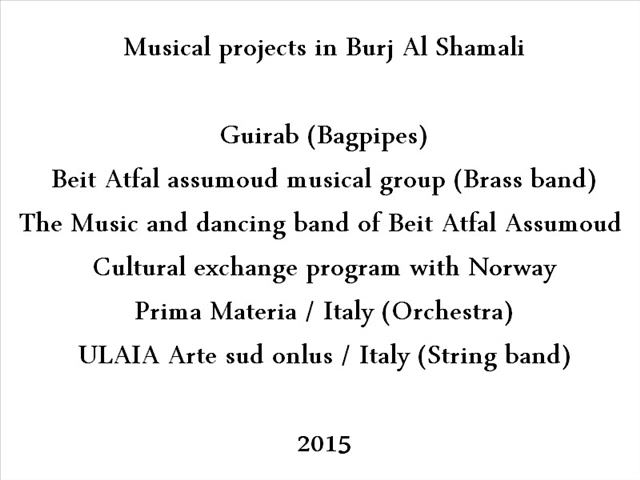 Musical projects in Burj Al Shamali
Guirab (Bagpipes)
Beit Atfal assumoud musical group (Brass band)
The Music and dancing band of Beit Atfal Assumoud
Cultural exchange program with Norway
Prima Materia / Italy (Orchestra)
ULAIA Arte sud onlus / Italy (String band)
2015